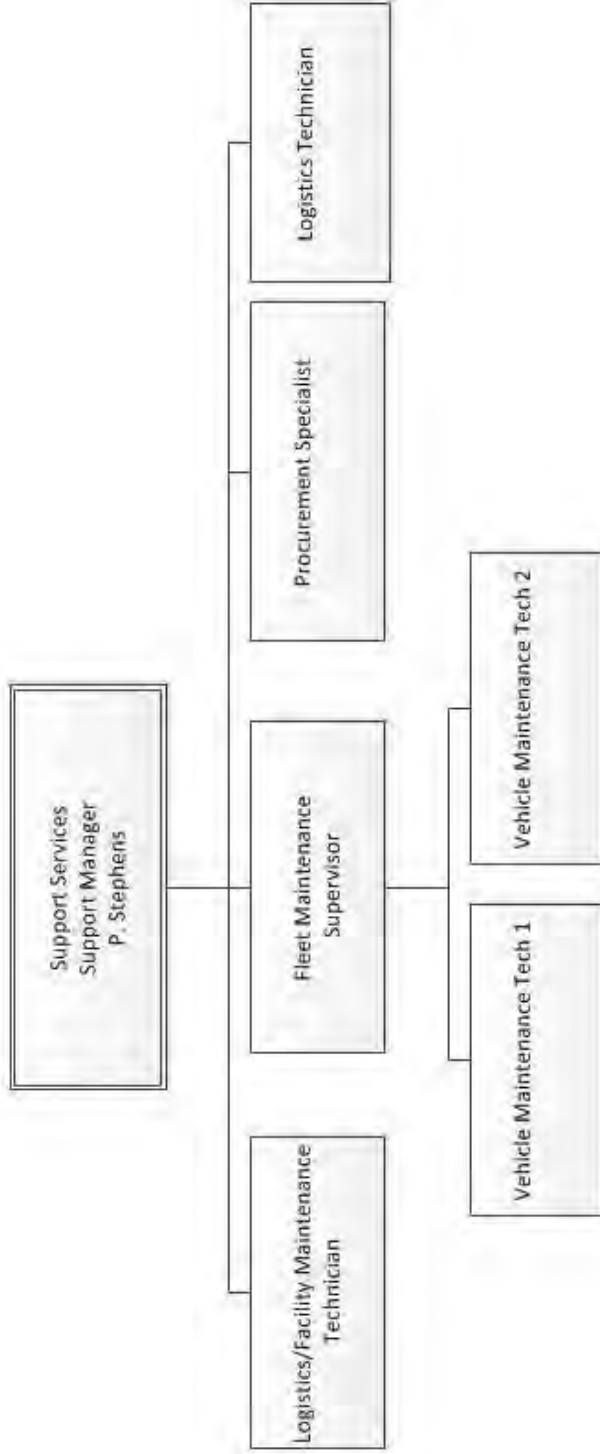 Support Services
Support Manager
P. Stephens
Logistics/Facility Maintenance
Technician
Fleet Maintenance
Supervisor
Procurement Specialist
Logistics Technician
Vehicle Maintenance Tech 1
Vehicle Maintenance Tech 2